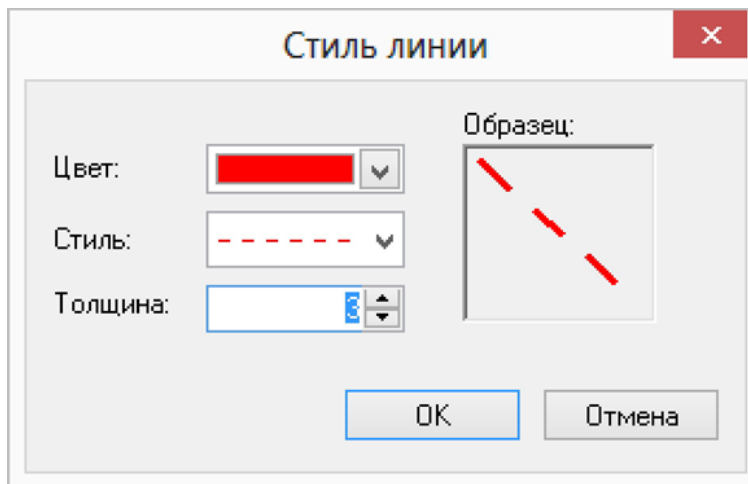 Стиль линии
Образец:
Цвет:
Стиль:
Толщина: 3
OK Отмена